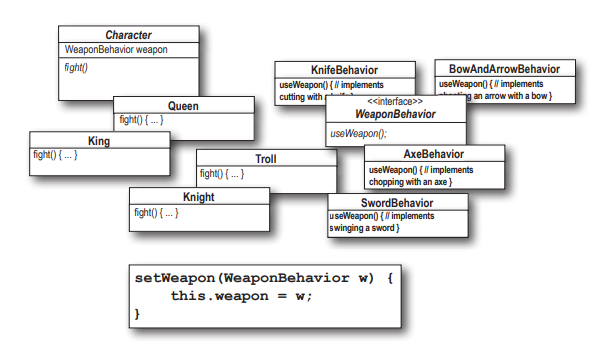 Character
WeaponBehavior weapon
fight()
KnifeBehavior
useWeapon() { // implements
cutting with a
BowAndArrowBehavior
useWeapon() { // implements
an arrow with a bow }
Queen
fight() { ... }
<<interface>>
WeaponBehavior
useWeapon();
King
fight() { ... }
Troll
fight() { ... }
AxeBehavior
useWeapon() { // implements
chopping with an axe }
Knight
fight() { ... }
SwordBehavior
useWeapon() { // implements
swinging a sword }
setWeapon(WeaponBehavior w) {
this.weapon = w;
}